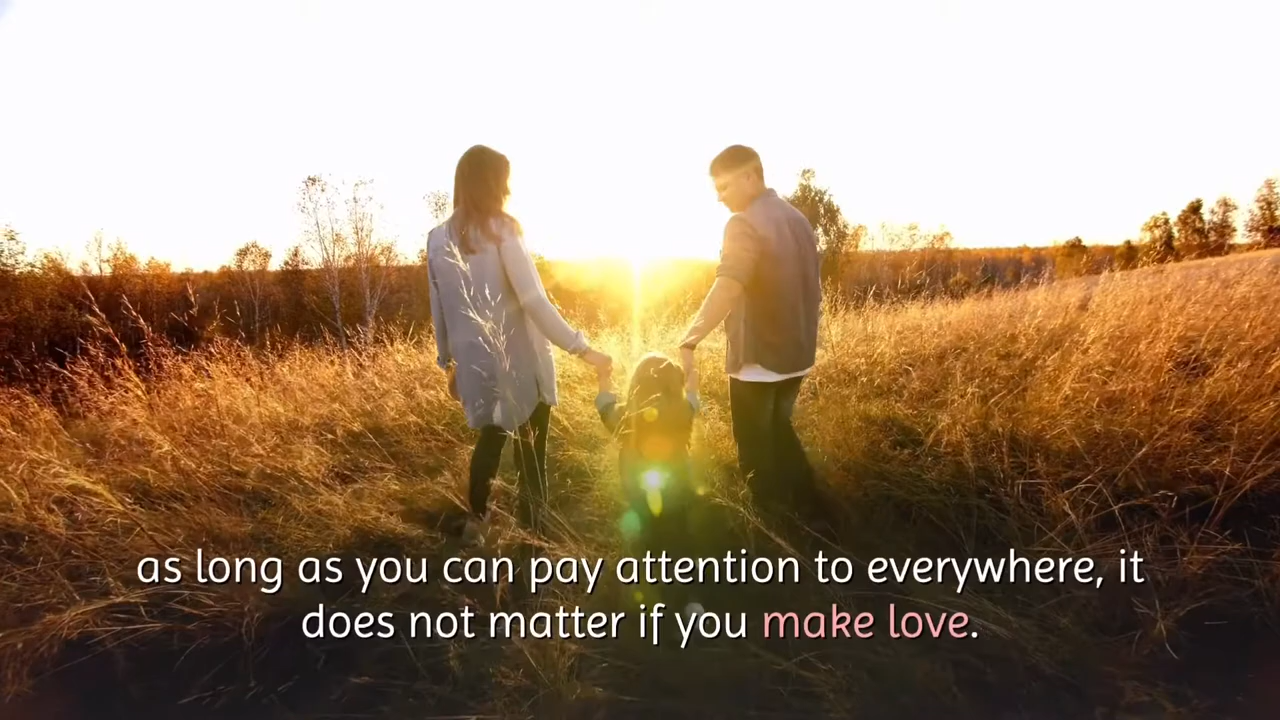 as long as you can pay attention to everywhere, it
does not matter if you make love.